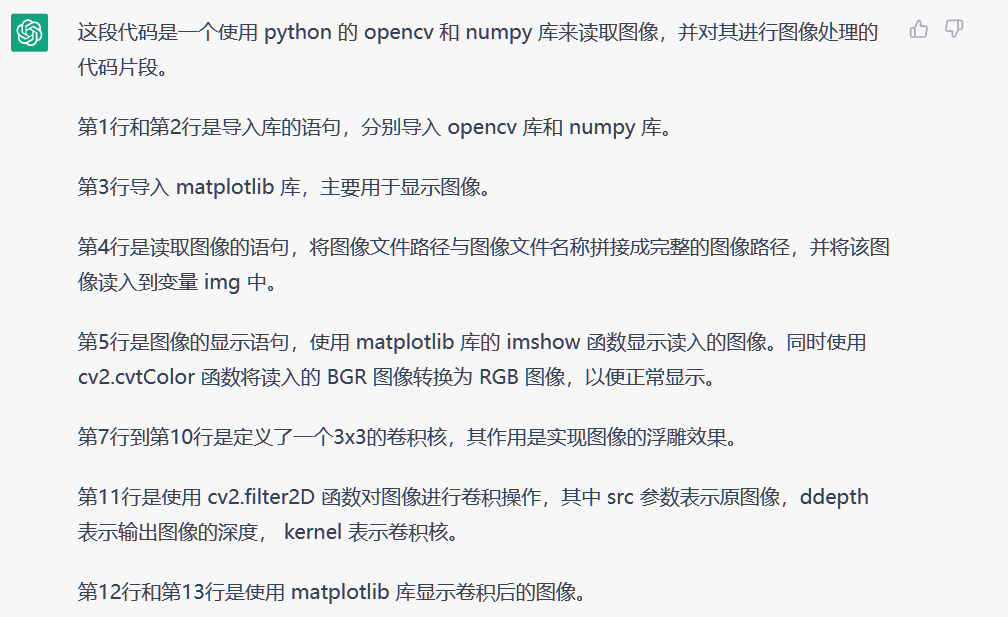 这段代码是一个使用 python 的 opencv 和 numpy 库来读取图像，并对其进行图像处理的
代码片段。
第1行和第2行是导入库的语句，分别导入 opencv 库和 numpy 库。
第3行导入 matplotlib 库，主要用于显示图像。
第4行是读取图像的语句，将图像文件路径与图像文件名称拼接成完整的图像路径，并将该图
像读入到变量 img 中。
第5行是图像的显示语句，使用 matplotlib 库的 imshow 函数显示读入的图像。同时使用
cv2.cvtColor 函数将读入的 BGR 图像转换为 RGB 图像，以便正常显示。
第7行到第10行是定义了一个3x3的卷积核，其作用是实现图像的浮雕效果。
第11行是使用 cv2.filter2D 函数对图像进行卷积操作，其中 src 参数表示原图像，ddepth
表示输出图像的深度， kernel 表示卷积核。
第12行和第13行是使用 matplotlib 库显示卷积后的图像。